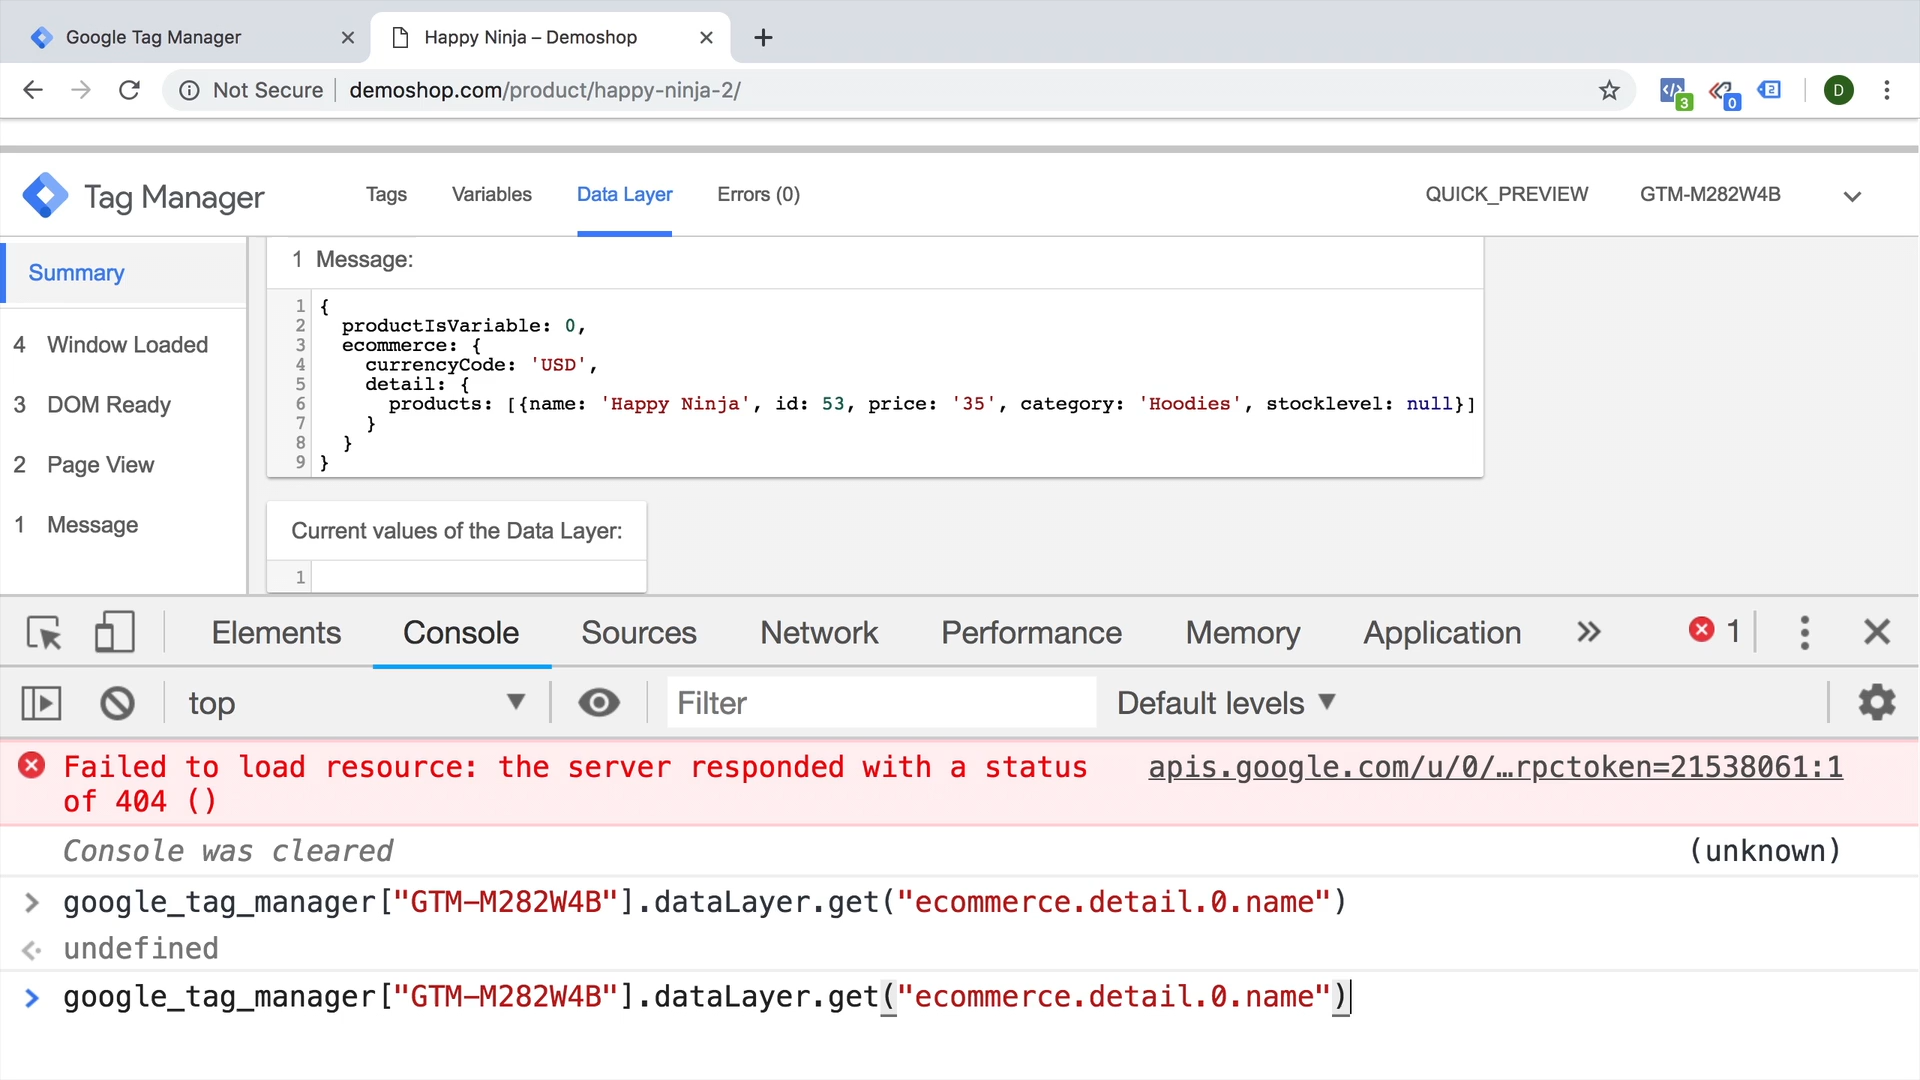 Google Tag Manager
Happy Ninja – Demoshop
Not Secure
demoshop.com/product/happy-ninja-2/
3
0
2
D
Tag Manager
Tags
Variables
Data Layer
Errors (0)
QUICK_PREVIEW
GTM-M282W4B
Summary
4 Window Loaded
3 DOM Ready
2 Page View
1 Message
1 Message:
1 {
2 productIsVariable: 0,
3 ecommerce: {
4 currencyCode: 'USD',
5 detail: {
6 products: [{name: 'Happy Ninja', id: 53, price: '35', category: 'Hoodies', stocklevel: null}]
7 }
8 }
9 }
Current values of the Data Layer:
1
Elements
Console
Sources
Network
Performance
Memory
Application
1
top
Filter
Default levels
Failed to load resource: the server responded with a status
of 404 ()
apis.google.com/u/0/…rpctoken=21538061:1
Console was cleared
(unknown)
google_tag_manager["GTM-M282W4B"].dataLayer.get("ecommerce.detail.0.name")
undefined
google_tag_manager["GTM-M282W4B"].dataLayer.get("ecommerce.detail.0.name")